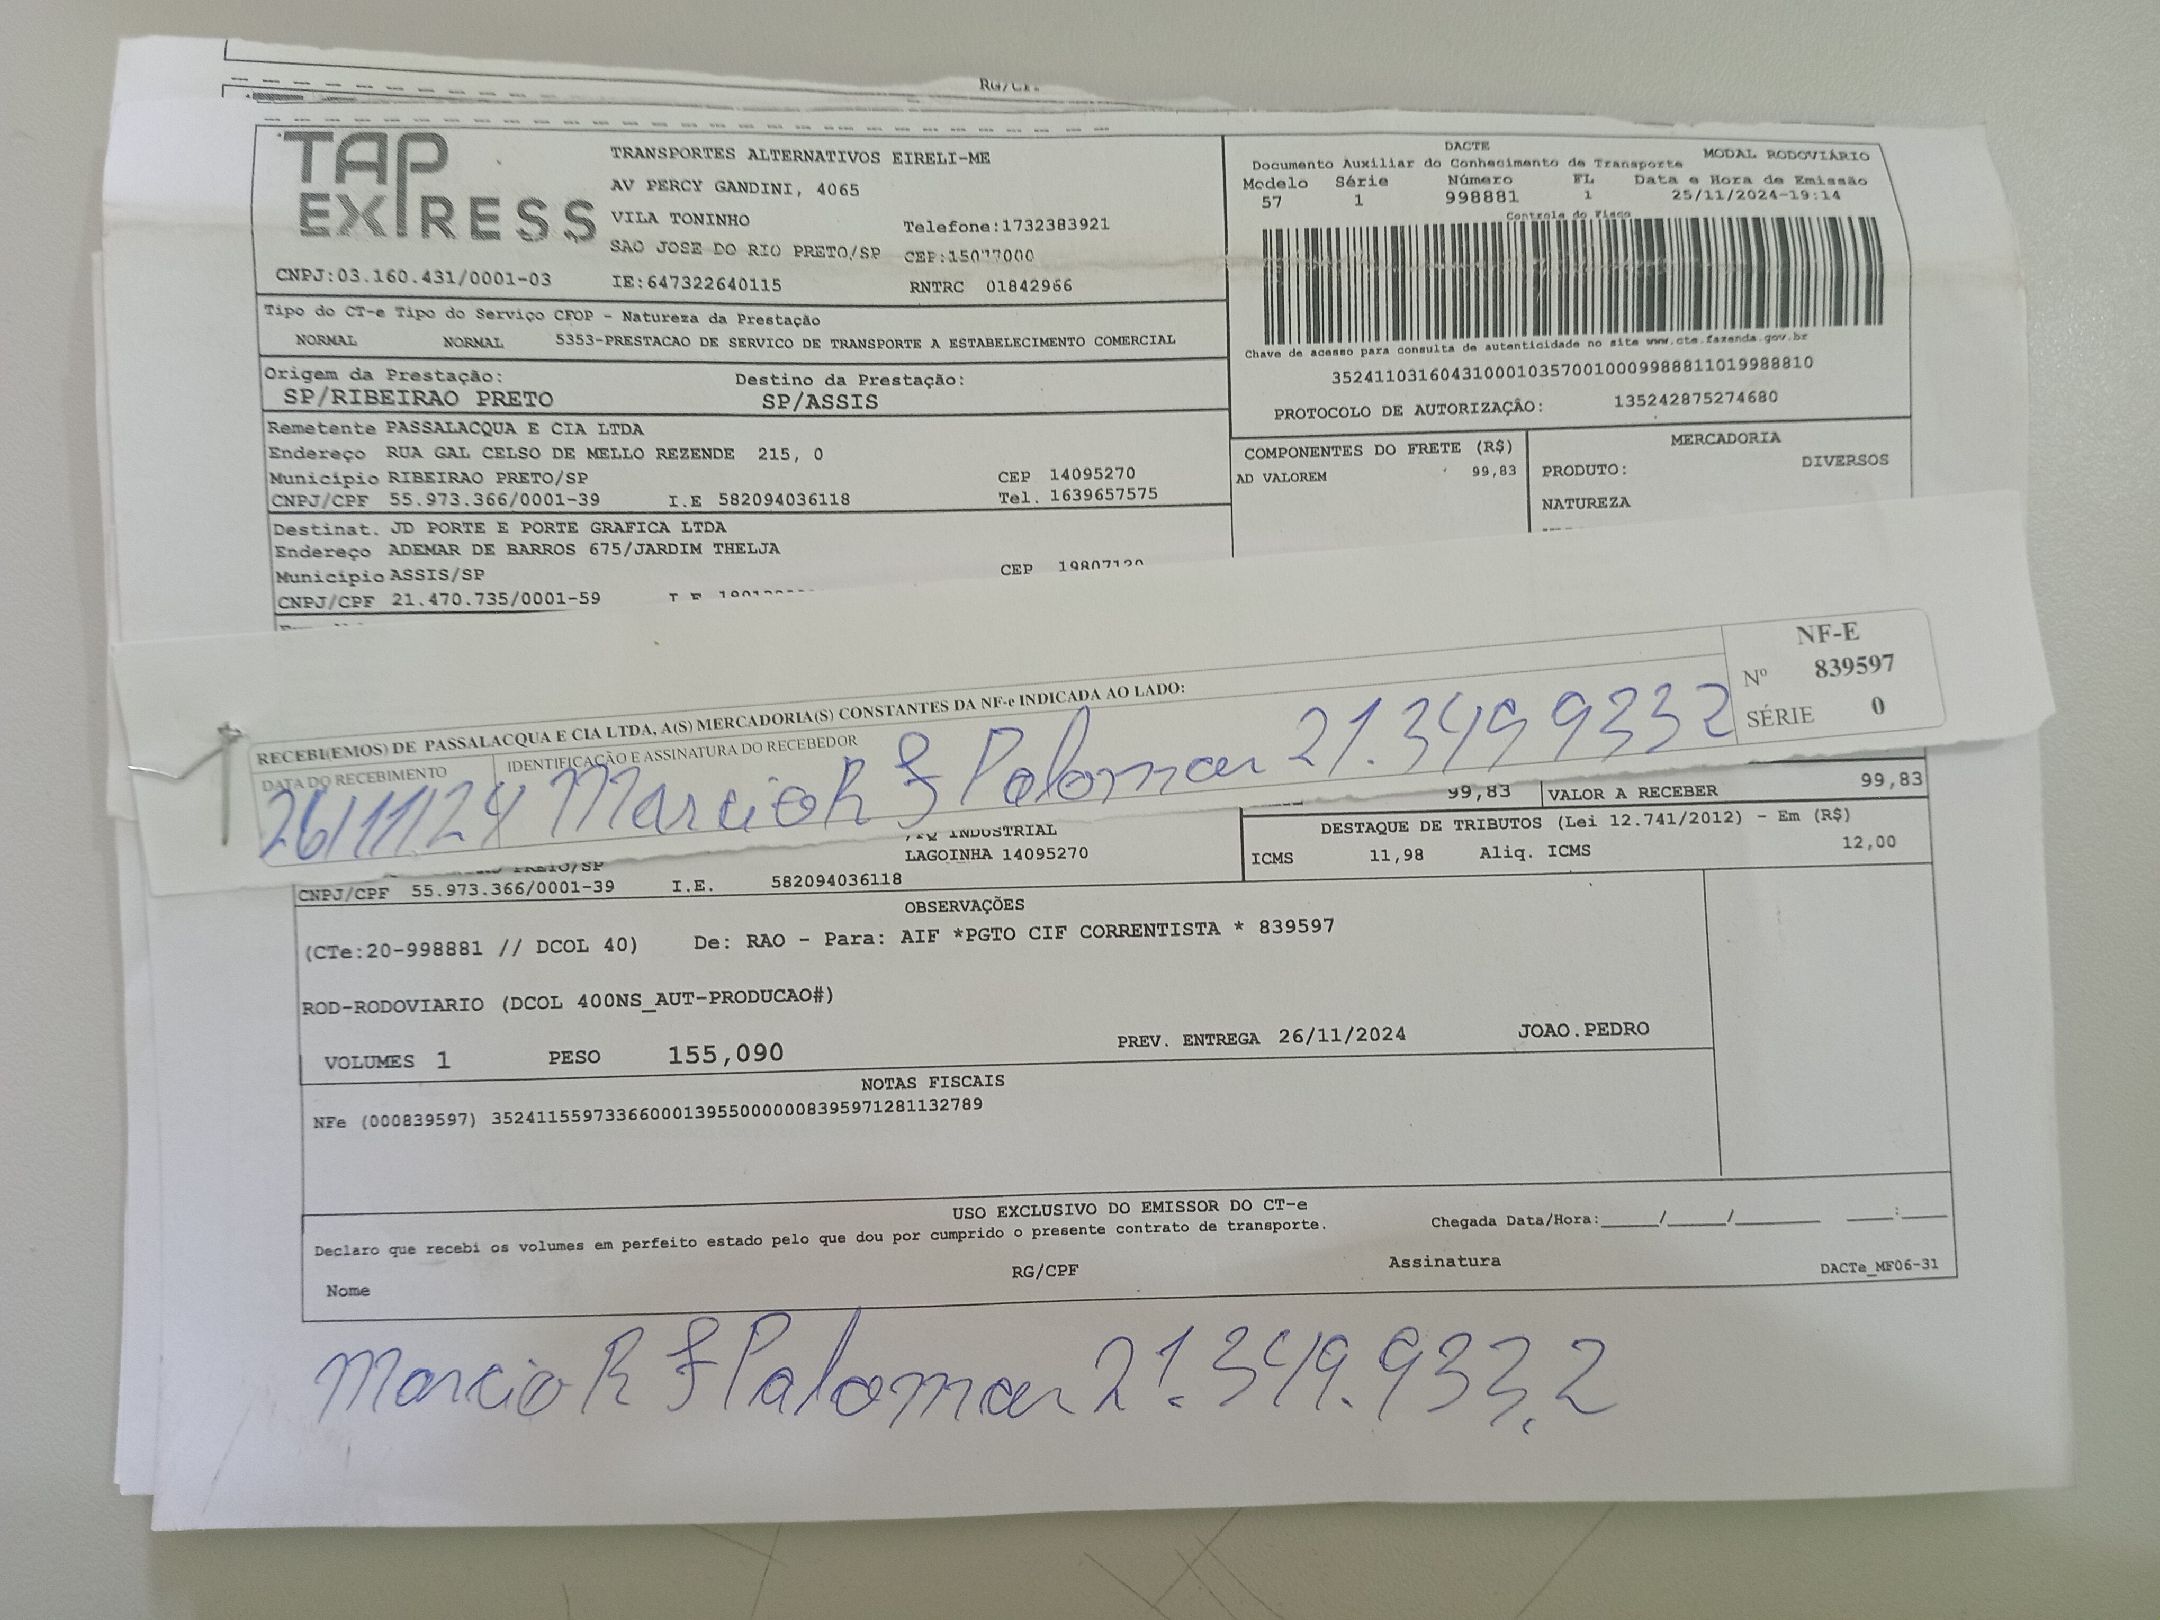 RG/CPF
TAP EXPRESS
TRANSPORTES ALTERNATIVOS EIRELI-ME
AV PERCY GANDINI, 4065
VILA TONINHO
Telefone:1732383921
SAO JOSE DO RIO PRETO/SP CEP:15077000
CNPJ:03.160.431/0001-03 IE:647322640115 RNTRC 01842966
DACTE
Documento Auxiliar do Conhecimento de Transporte MODAL RODOVIÁRIO
Modelo Série Número FL Data e Hora de Emissão
57 1 998881 1 25/11/2024-19:14
Controle do Fisco
Chave de acesso para consulta de autenticidade no site www.cte.fazenda.gov.br
35241103160431000103570010009988811019988810
PROTOCOLO DE AUTORIZAÇÃO: 135242875274680
Tipo do CT-e Tipo do Serviço CFOP - Natureza da Prestação
NORMAL NORMAL 5353-PRESTACAO DE SERVICO DE TRANSPORTE A ESTABELECIMENTO COMERCIAL
Origem da Prestação: Destino da Prestação:
SP/RIBEIRAO PRETO SP/ASSIS
Remetente PASSALACQUA E CIA LTDA
Endereço RUA GAL CELSO DE MELLO REZENDE 215, 0
Município RIBEIRAO PRETO/SP CEP 14095270
CNPJ/CPF 55.973.366/0001-39 I.E 582094036118 Tel. 1639657575
COMPONENTES DO FRETE (R$)
AD VALOREM 99,83
MERCADORIA
PRODUTO: DIVERSOS
NATUREZA
Destinat. JD PORTE E PORTE GRAFICA LTDA
Endereço ADEMAR DE BARROS 675/JARDIM THELJA
Município ASSIS/SP CEP 19807120
CNPJ/CPF 21.470.735/0001-59
RECEBI(EMOS) DE PASSALACQUA E CIA LTDA, A(S) MERCADORIA(S) CONSTANTES DA NF-e INDICADA AO LADO:
DATA DO RECEBIMENTO IDENTIFICAÇÃO E ASSINATURA DO RECEBEDOR
26/11/24 Marcio R F Palomar 21.3499332
NF-E
Nº 839597
SÉRIE 0
99,83 VALOR A RECEBER 99,83
INDUSTRIAL
LAGOINHA 14095270
CNPJ/CPF 55.973.366/0001-39 I.E. 582094036118
DESTAQUE DE TRIBUTOS (Lei 12.741/2012) - Em (R$)
ICMS 11,98 Aliq. ICMS 12,00
OBSERVAÇÕES
(CTe:20-998881 // DCOL 40) De: RAO - Para: AIF *PGTO CIF CORRENTISTA * 839597
ROD-RODOVIARIO (DCOL 400NS_AUT-PRODUCAO#)
VOLUMES 1 PESO 155,090 PREV. ENTREGA 26/11/2024 JOAO.PEDRO
NOTAS FISCAIS
NFe (000839597) 35241155973366000139550000008395971281132789
USO EXCLUSIVO DO EMISSOR DO CT-e
Declaro que recebi os volumes em perfeito estado pelo que dou por cumprido o presente contrato de transporte. Chegada Data/Hora:_____/_____/_______ ____:____
Nome RG/CPF Assinatura DACTe_MF06-31
Marcio R F Palomar 21.349.933.2